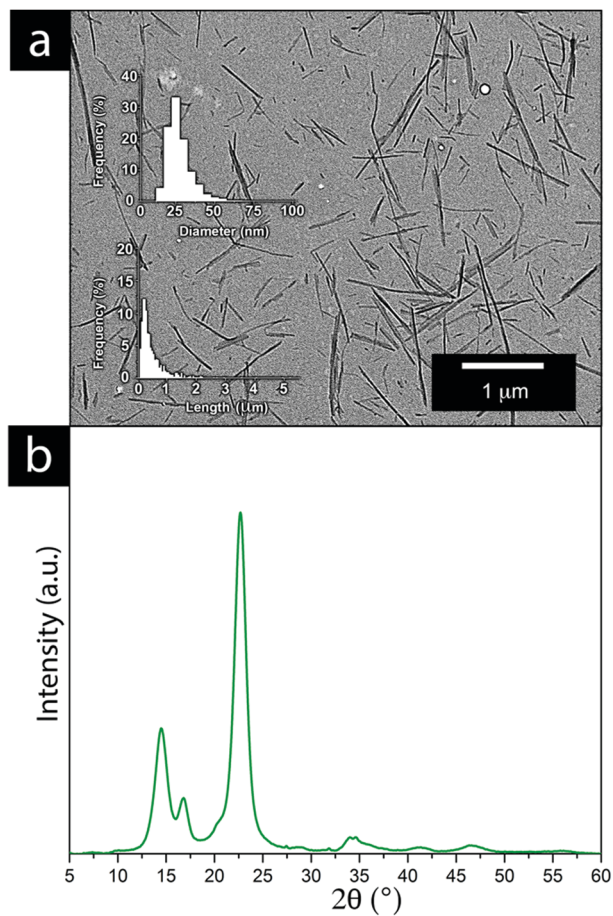 a
40
30
20
10
0
Frequency (%)
0 25 50 75 100
Diameter (nm)
20
15
10
5
0
Frequency (%)
0 1 2 3 4 5
Length (μm)
1 μm
b
Intensity (a.u.)
5 10 15 20 25 30 35 40 45 50 55 60
2θ (°)